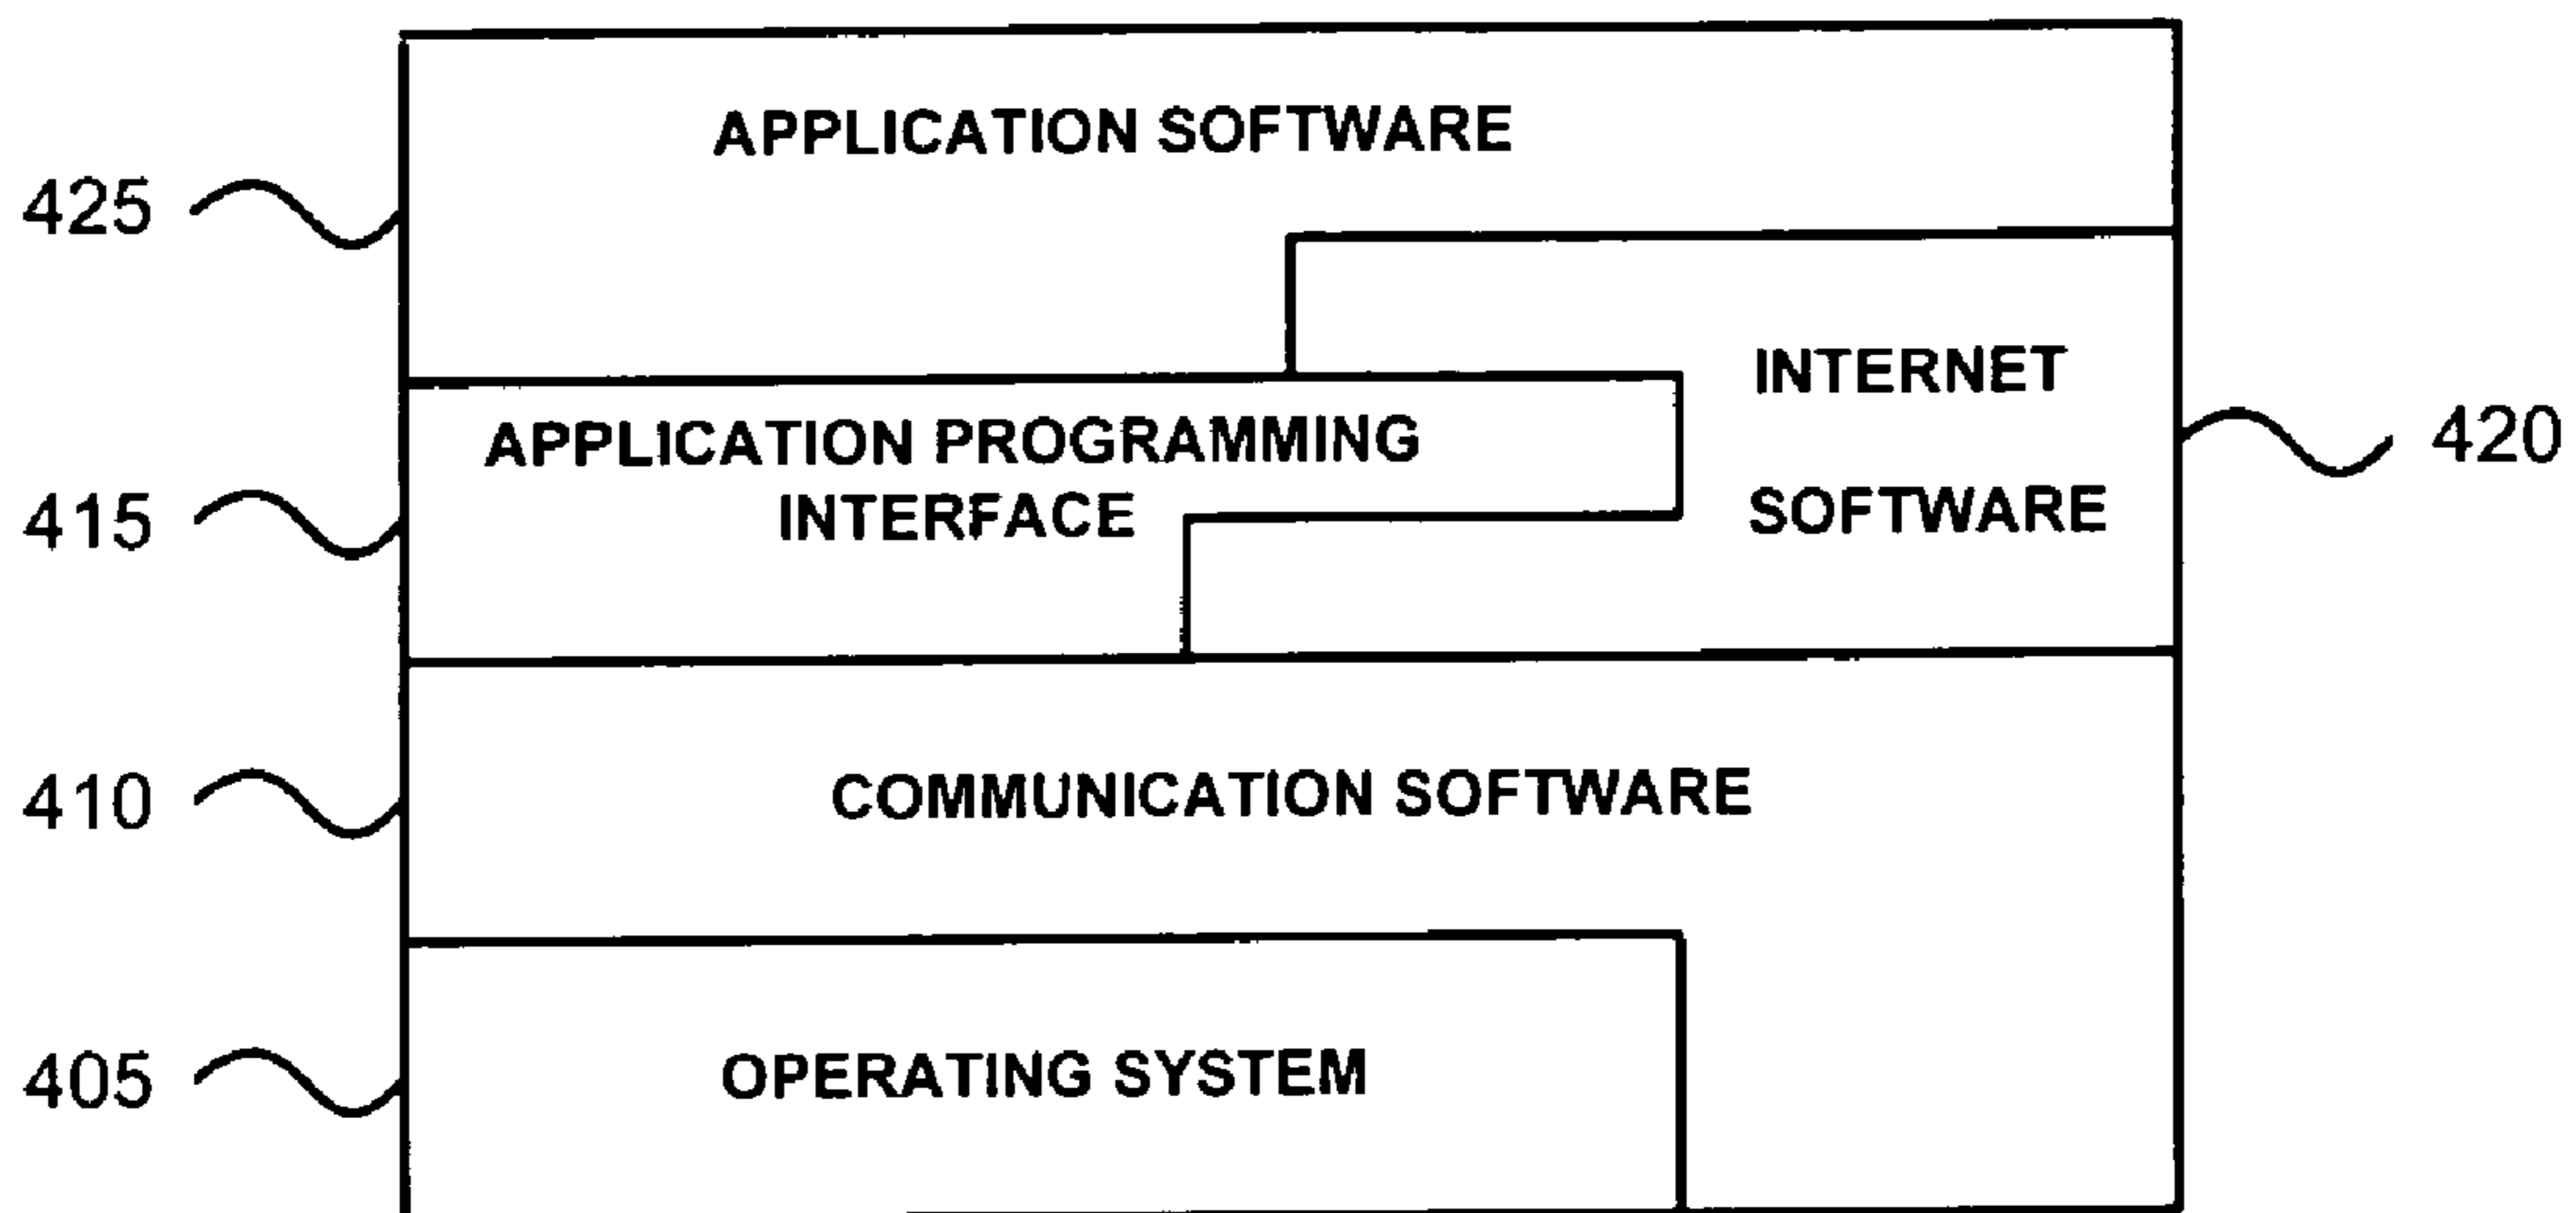 APPLICATION SOFTWARE
425
INTERNET
SOFTWARE
420
APPLICATION PROGRAMMING
INTERFACE
415
COMMUNICATION SOFTWARE
410
OPERATING SYSTEM
405